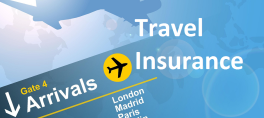 Travel
Insurance
Gate 4
Arrivals
London
Madrid
Paris